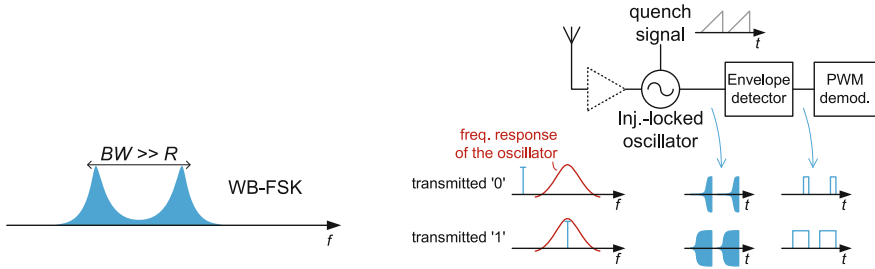 BW >> R
WB-FSK
f
quench
signal
t
Envelope
detector
PWM
demod.
Inj.-locked
oscillator
freq. response
of the oscillator
transmitted '0'
f
t
t
transmitted '1'
f
t
t